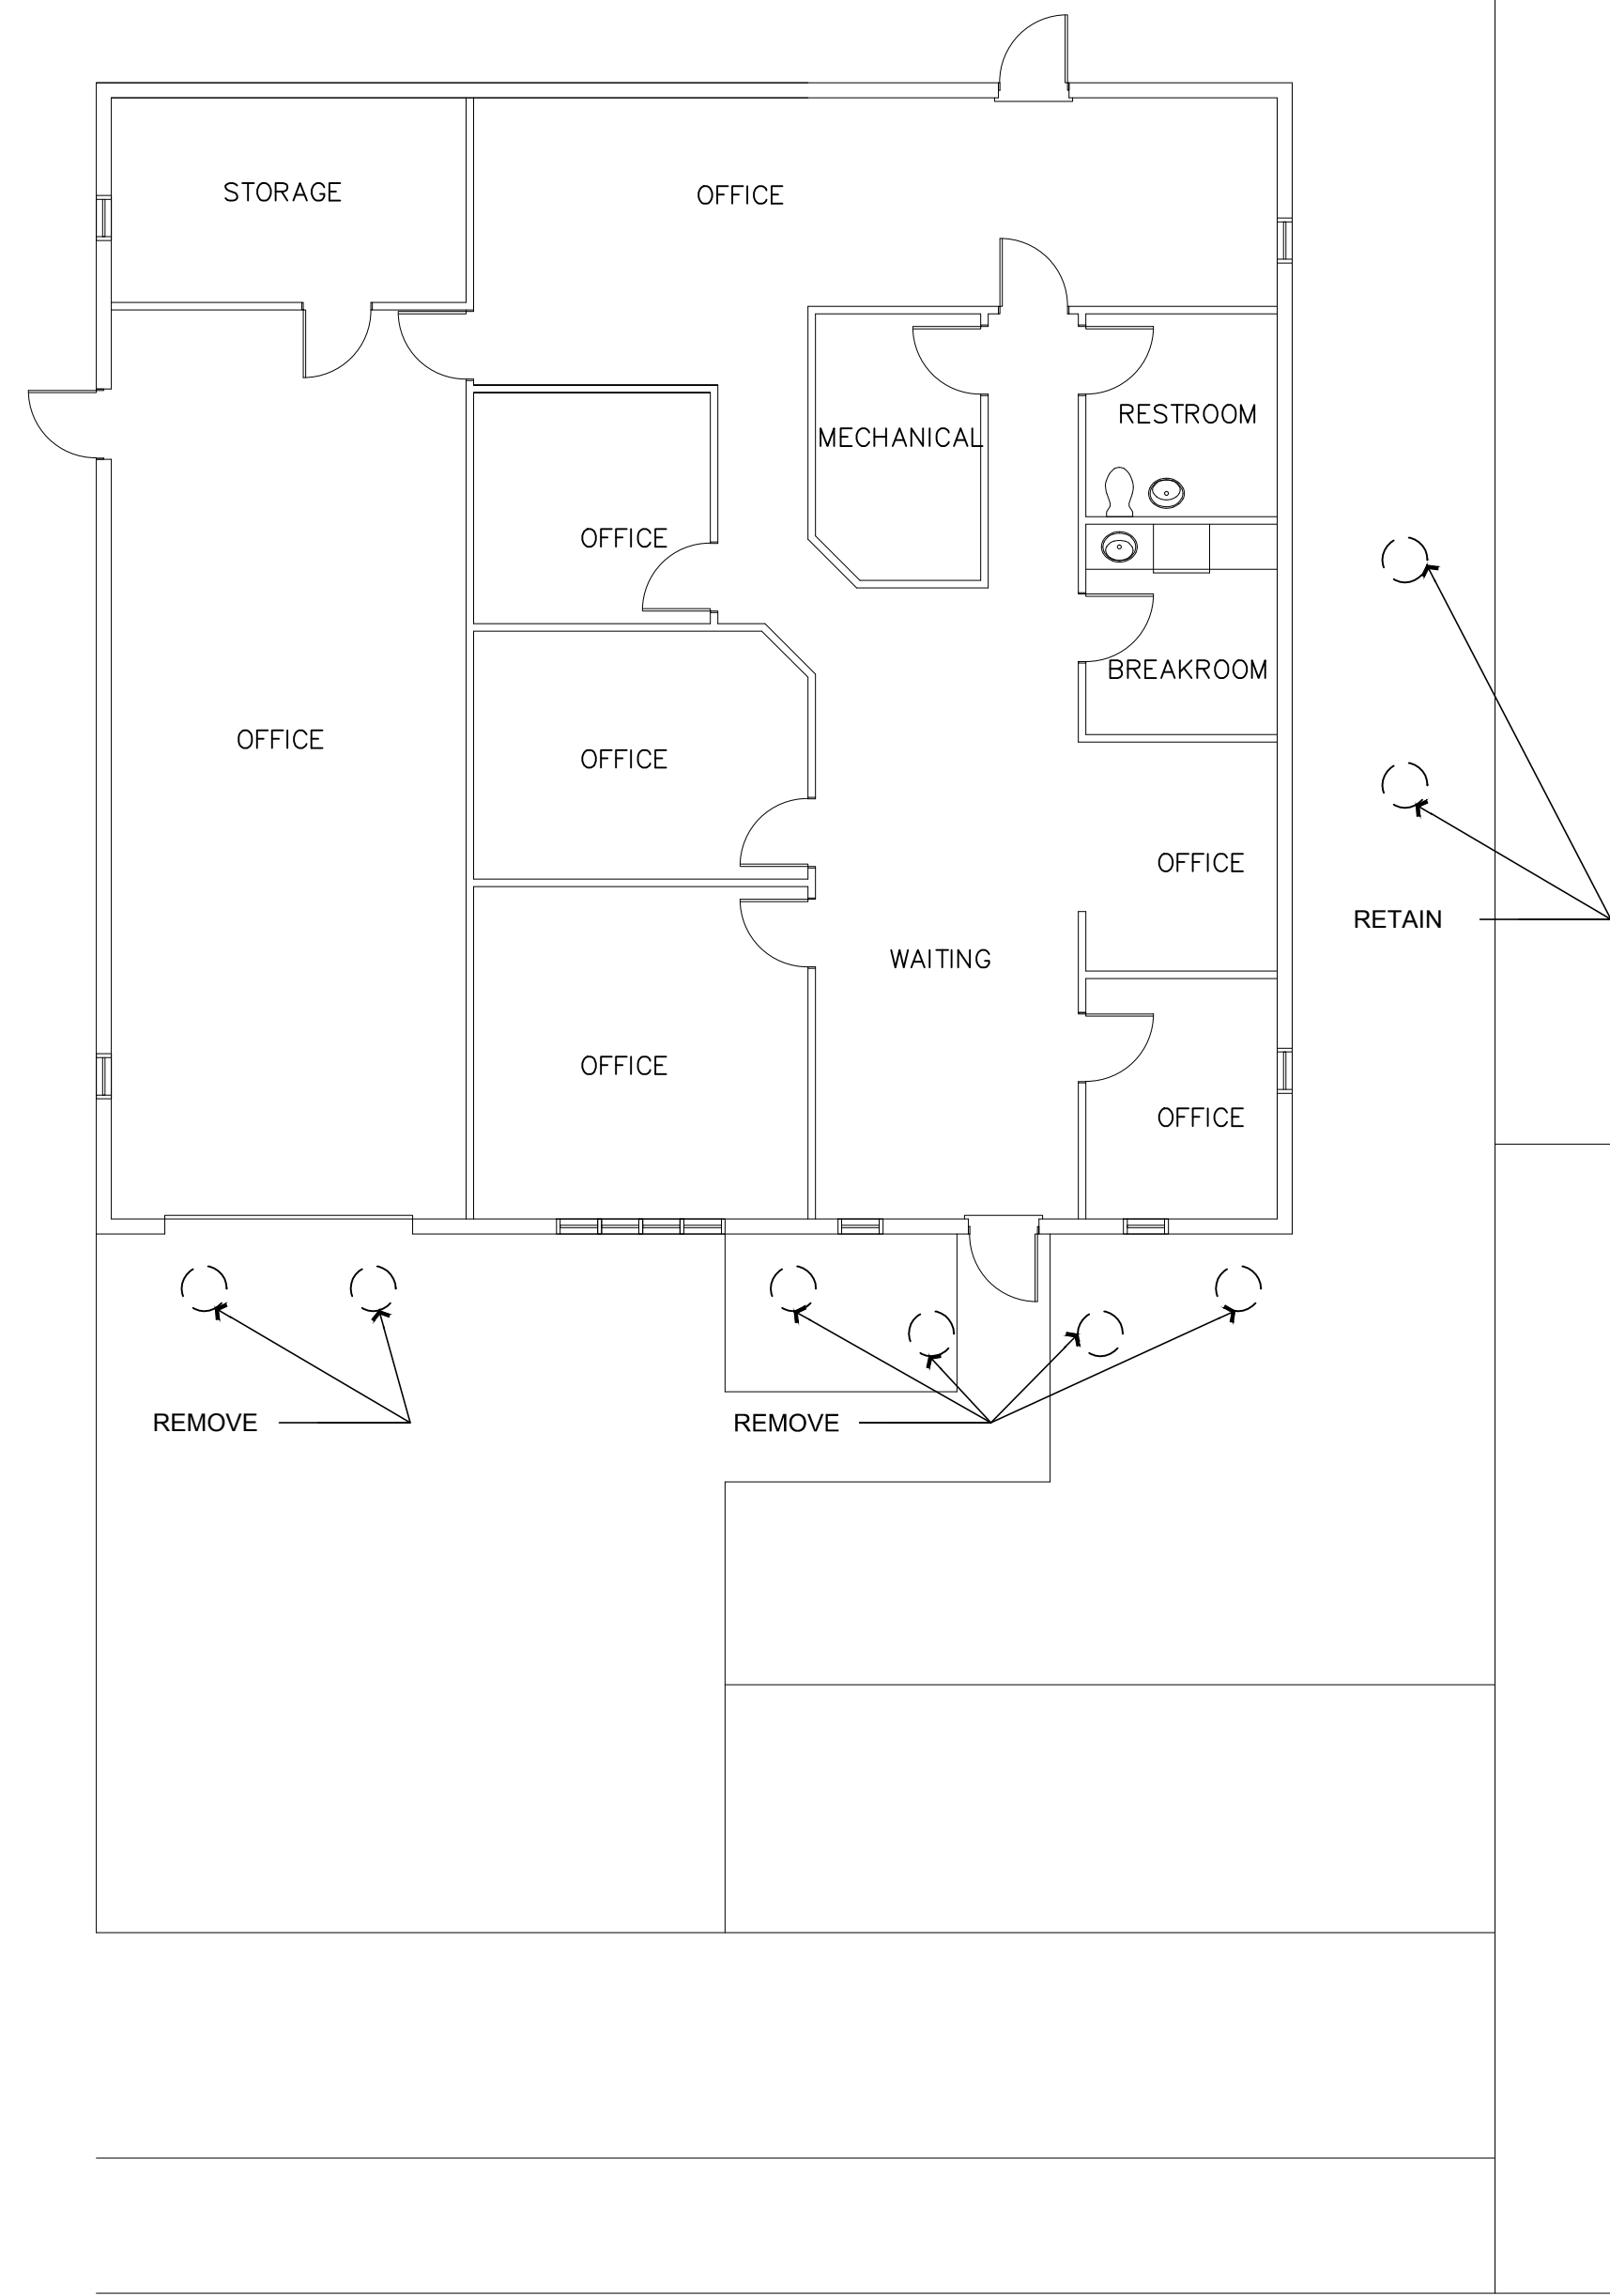 STORAGE
OFFICE
RESTROOM
MECHANICAL
OFFICE
BREAKROOM
OFFICE
OFFICE
OFFICE
RETAIN
WAITING
OFFICE
OFFICE
REMOVE
REMOVE